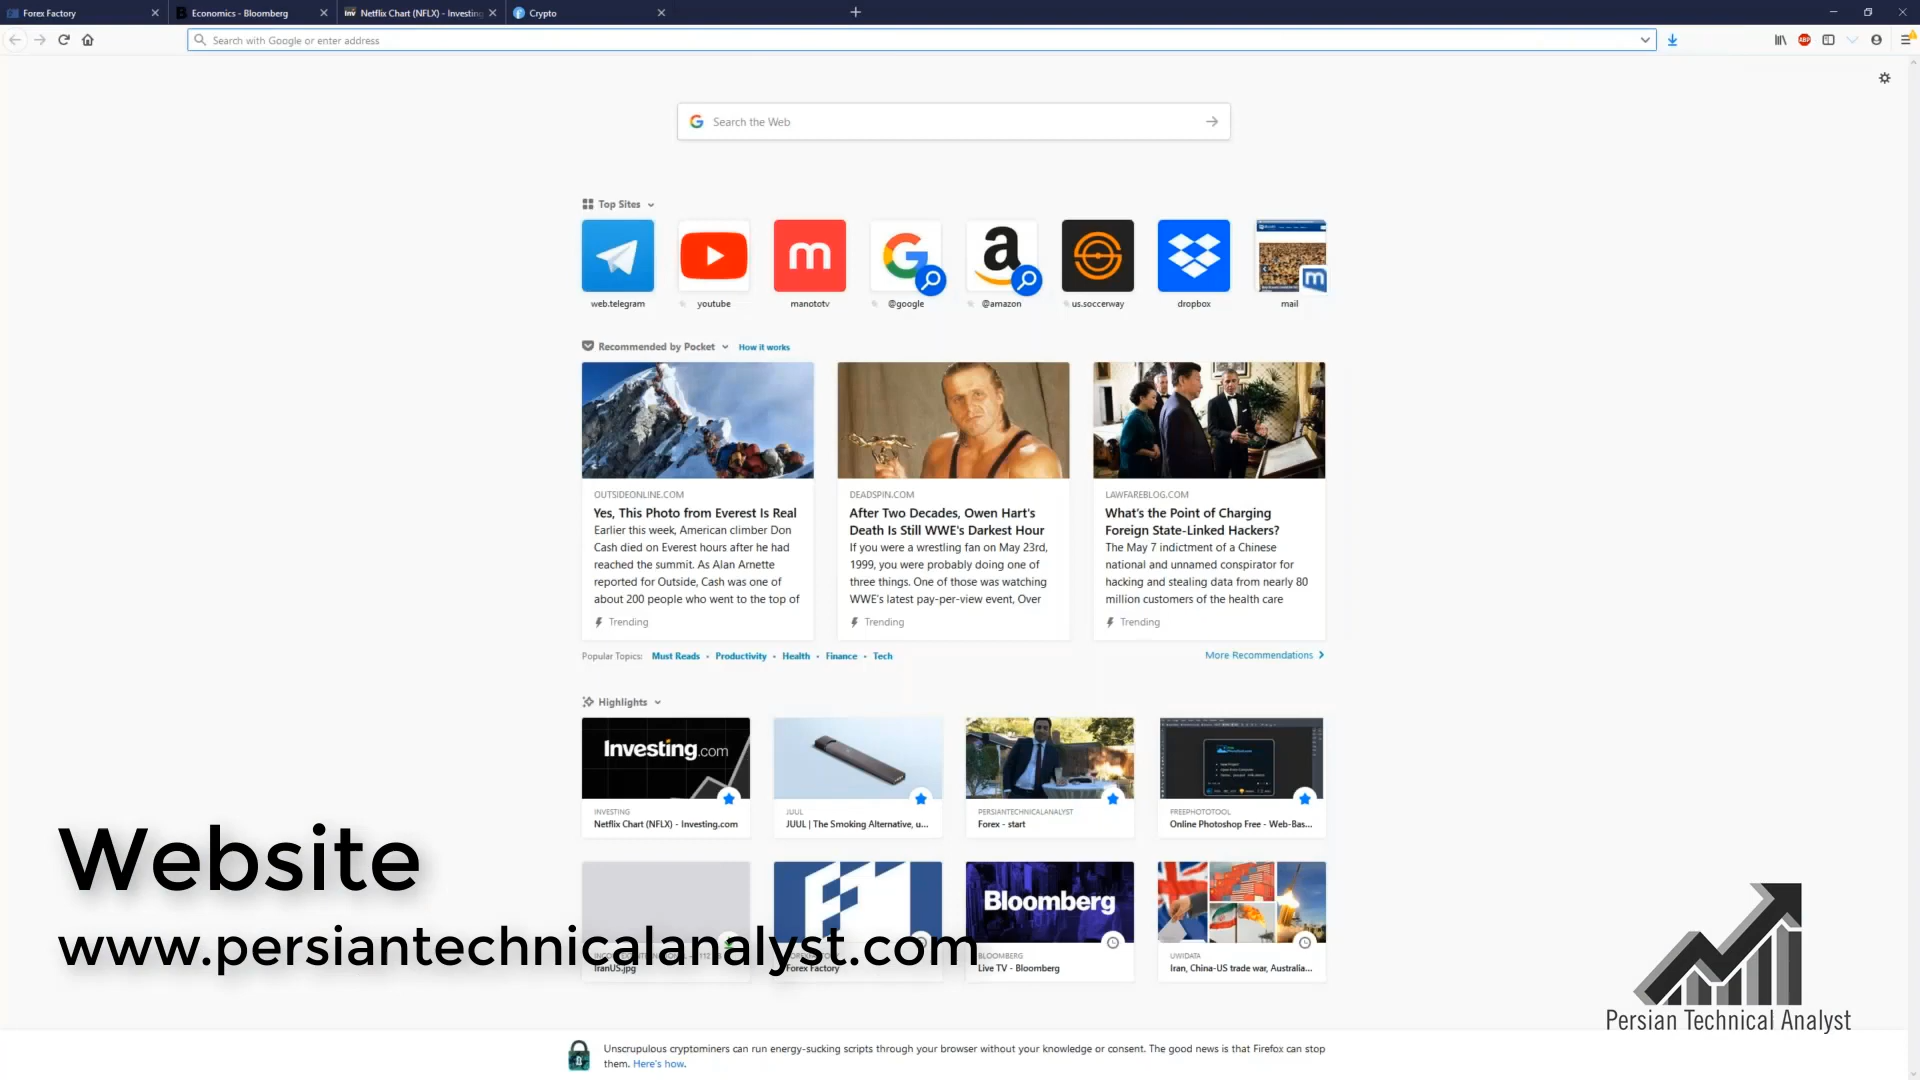 Forex Factory
Economics - Bloomberg
Netflix Chart (NFLX) - Investing
Crypto
Search with Google or enter address
ABP
Search the Web
Top Sites
web.telegram
youtube
manototv
@google
@amazon
us.soccerway
dropbox
mail
Recommended by Pocket
How it works
OUTSIDEONLINE.COM
Yes, This Photo from Everest Is Real
Earlier this week, American climber Don
Cash died on Everest hours after he had
reached the summit. As Alan Arnette
reported for Outside, Cash was one of
about 200 people who went to the top of
Trending
DEADSPIN.COM
After Two Decades, Owen Hart's
Death Is Still WWE's Darkest Hour
If you were a wrestling fan on May 23rd,
1999, you were probably doing one of
three things. One of those was watching
WWE's latest pay-per-view event, Over
Trending
LAWFAREBLOG.COM
What's the Point of Charging
Foreign State-Linked Hackers?
The May 7 indictment of a Chinese
national and unnamed conspirator for
hacking and stealing data from nearly 80
million customers of the health care
Trending
Popular Topics: Must Reads • Productivity • Health • Finance • Tech
More Recommendations
Highlights
Investing.com
INVESTING
Netflix Chart (NFLX) - Investing.com
JUUL
JUUL | The Smoking Alternative, u...
PERSIANTECHNICALANALYST
Forex - start
FREEPHOTOTOOL
Online Photoshop Free - Web-Bas...
IranUS.jpg
Forex Factory
Bloomberg
BLOOMBERG
Live TV - Bloomberg
UWIDATA
Iran, China-US trade war, Australia...
Website
www.persiantechnicalanalyst.com
Persian Technical Analyst
Unscrupulous cryptominers can run energy-sucking scripts through your browser without your knowledge or consent. The good news is that Firefox can stop
them. Here's how.